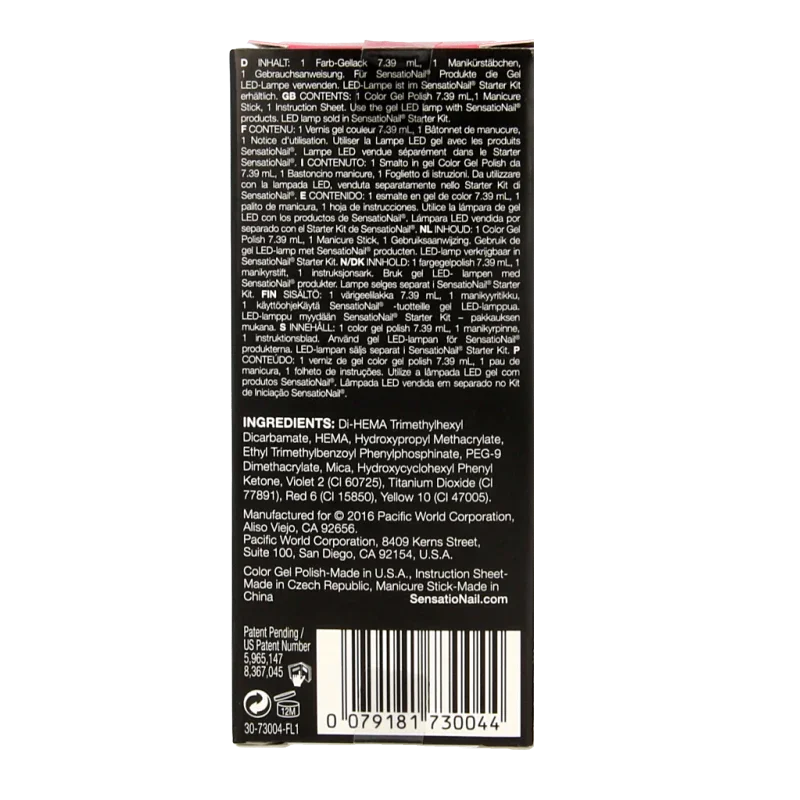 D INHALT: 1 Farb-Gellack 7.39 mL, 1 Manikürstäbchen,
1 Gebrauchsanweisung. Für SensatioNail® Produkte die Gel
LED-Lampe verwenden. LED-Lampe ist im SensatioNail® Starter Kit
erhältlich. GB CONTENTS: 1 Color Gel Polish 7.39 mL,1 Manicure
Stick, 1 Instruction Sheet. Use the gel LED lamp with SensatioNail®
products. LED lamp sold in SensatioNail® Starter Kit.
F CONTENU: 1 Vernis gel couleur 7.39 mL, 1 Bâtonnet de manucure,
1 Notice d'utilisation. Utiliser la Lampe LED gel avec les produits
SensatioNail®. Lampe LED vendue séparément dans le Starter
SensatioNail®. I CONTENUTO: 1 Smalto in gel Color Gel Polish da
7.39 mL, 1 Bastoncino manicure, 1 Foglietto di istruzioni. Da utilizzare
con la lampada LED, venduta separatamente nello Starter Kit di
SensatioNail®. E CONTENIDO: 1 esmalte en gel de color 7.39 mL, 1
palito de manicura, 1 hoja de instrucciones. Utilice la lámpara de gel
LED con los productos de SensatioNail®. Lámpara LED vendida por
separado con el Starter Kit de SensatioNail®. NL INHOUD: 1 Color Gel
Polish 7.39 mL, 1 Manicure Stick, 1 Gebruiksaanwijzing. Gebruik de
gel LED-lamp met SensatioNail® producten. LED-lamp verkrijgbaar in
SensatioNail® Starter Kit. N/DK INNHOLD: 1 fargegelpolish 7.39 mL, 1
manikyrstift, 1 instruksjonsark. Bruk gel LED- lampen med
SensatioNail® produkter. Lampe selges separat i SensatioNail® Starter
Kit. FIN SISÄLTÖ: 1 värigeelilakka 7.39 mL, 1 manikyyritikku,
1 käyttöohjeKäytä SensatioNail® -tuotteille gel LED-lamppua.
LED-lamppu myydään SensatioNail® Starter Kit – pakkauksen
mukana. S INNEHÅLL: 1 color gel polish 7.39 mL, 1 manikyrpinne,
1 instruktionsblad. Använd gel LED-lampan för SensatioNail®
produkterna. LED-lampan säljs separat i SensatioNail® Starter Kit. P
CONTEÚDO: 1 verniz de gel color gel polish 7.39 mL, 1 pau de
manicura, 1 folheto de instruções. Utilize a lâmpada LED gel com
produtos SensatioNail®. Lâmpada LED vendida em separado no Kit
de Iniciação SensatioNail®.
INGREDIENTS: Di-HEMA Trimethylhexyl
Dicarbamate, HEMA, Hydroxypropyl Methacrylate,
Ethyl Trimethylbenzoyl Phenylphosphinate, PEG-9
Dimethacrylate, Mica, Hydroxycyclohexyl Phenyl
Ketone, Violet 2 (CI 60725), Titanium Dioxide (CI
77891), Red 6 (CI 15850), Yellow 10 (CI 47005).
Manufactured for © 2016 Pacific World Corporation,
Aliso Viejo, CA 92656.
Pacific World Corporation, 8409 Kerns Street,
Suite 100, San Diego, CA 92154, U.S.A.
Color Gel Polish-Made in U.S.A., Instruction Sheet-
Made in Czech Republic, Manicure Stick-Made in
China SensatioNail.com
Patent Pending /
US Patent Number
5,965,147
8,367,045
12M
30-73004-FL1
0 079181 730044